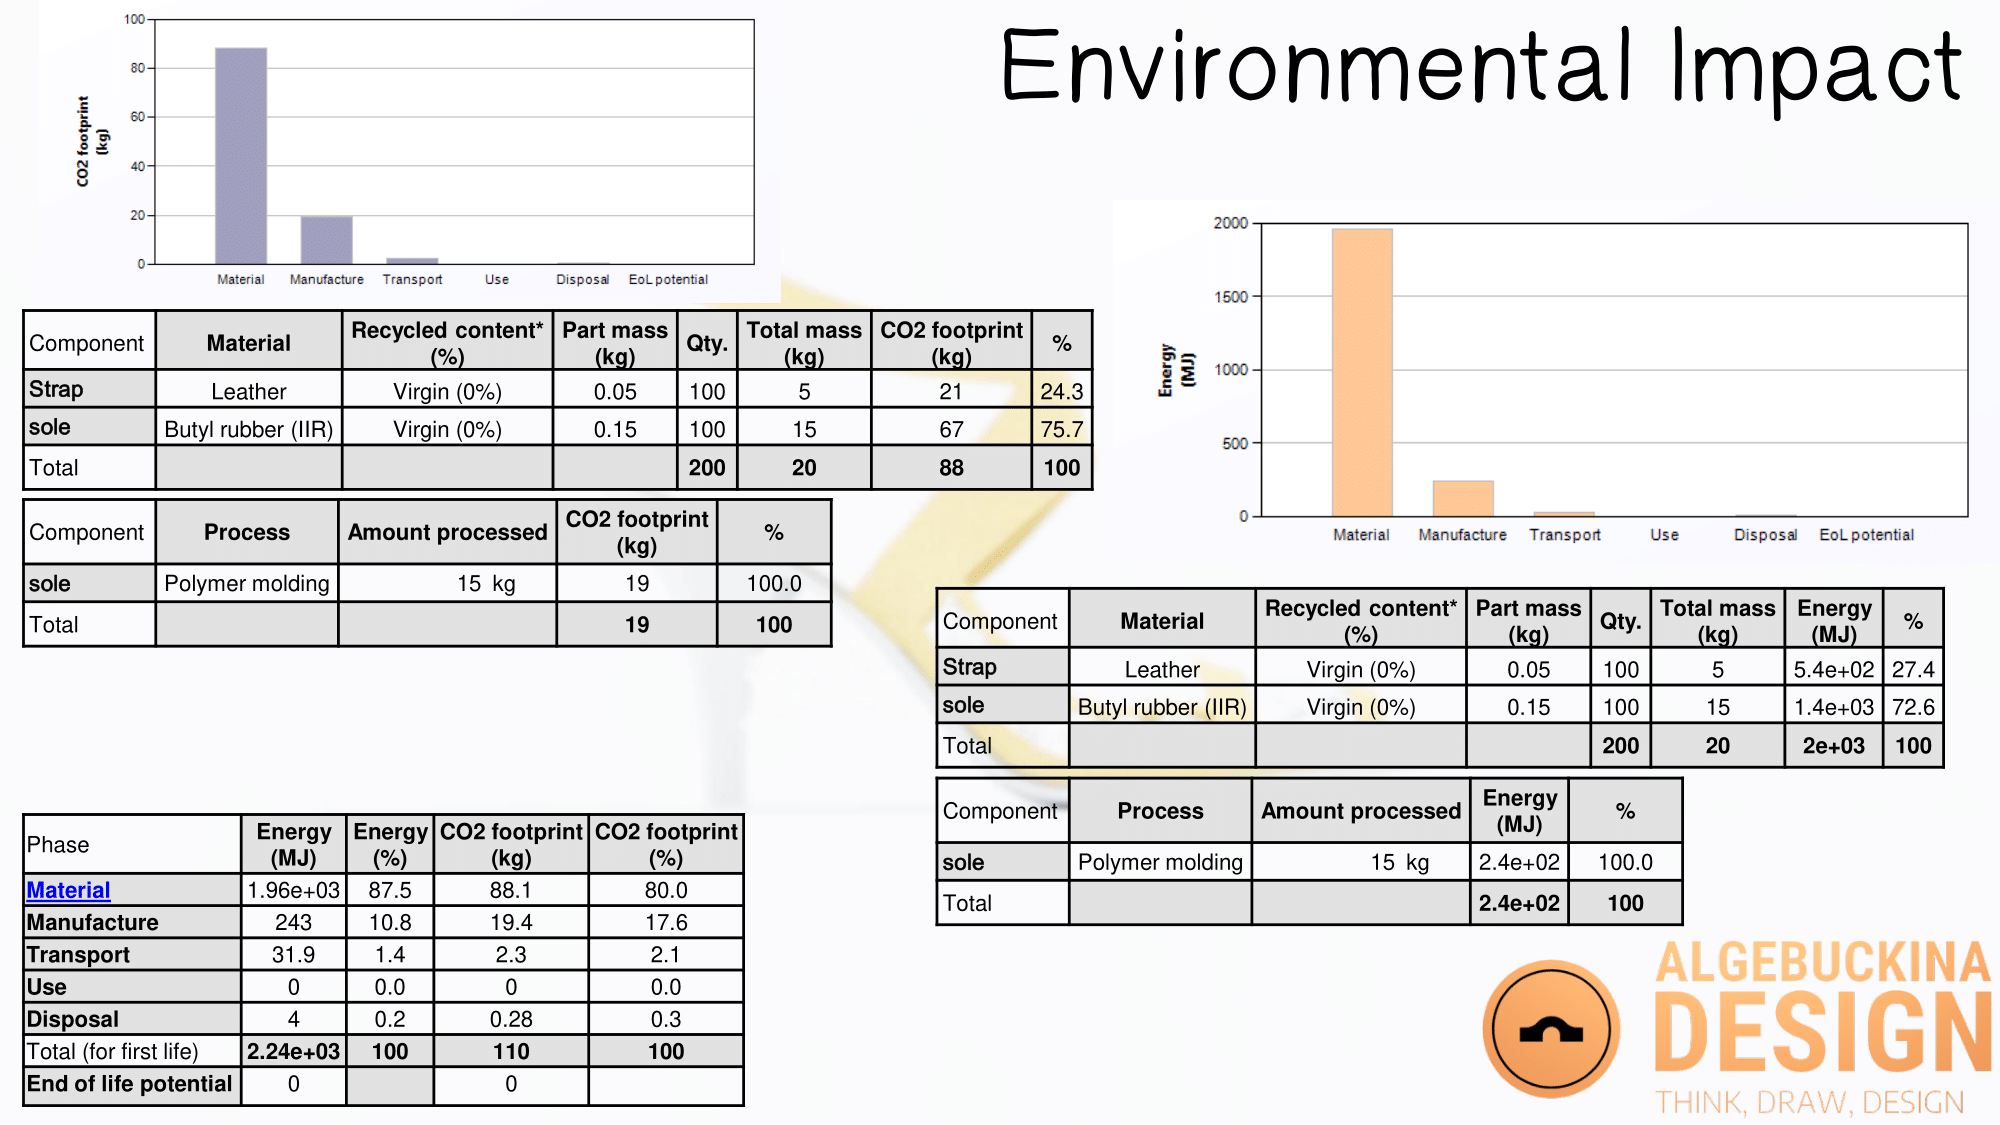 Environmental Impact
100
80
60
40
20
0
CO2 footprint
(kg)
Material Manufacture Transport Use Disposal EoL potential
Component Material Recycled content* (%) Part mass (kg) Qty. Total mass (kg) CO2 footprint (kg) %
Strap Leather Virgin (0%) 0.05 100 5 21 24.3
sole Butyl rubber (IIR) Virgin (0%) 0.15 100 15 67 75.7
Total 200 20 88 100
Component Process Amount processed CO2 footprint (kg) %
sole Polymer molding 15 kg 19 100.0
Total 19 100
Phase Energy (MJ) Energy (%) CO2 footprint (kg) CO2 footprint (%)
Material 1.96e+03 87.5 88.1 80.0
Manufacture 243 10.8 19.4 17.6
Transport 31.9 1.4 2.3 2.1
Use 0 0.0 0 0.0
Disposal 4 0.2 0.28 0.3
Total (for first life) 2.24e+03 100 110 100
End of life potential 0 0
2000
1500
1000
500
0
Energy
(MJ)
Material Manufacture Transport Use Disposal EoL potential
Component Material Recycled content* (%) Part mass (kg) Qty. Total mass (kg) Energy (MJ) %
Strap Leather Virgin (0%) 0.05 100 5 5.4e+02 27.4
sole Butyl rubber (IIR) Virgin (0%) 0.15 100 15 1.4e+03 72.6
Total 200 20 2e+03 100
Component Process Amount processed Energy (MJ) %
sole Polymer molding 15 kg 2.4e+02 100.0
Total 2.4e+02 100
ALGEBUCKINA
DESIGN
THINK, DRAW, DESIGN